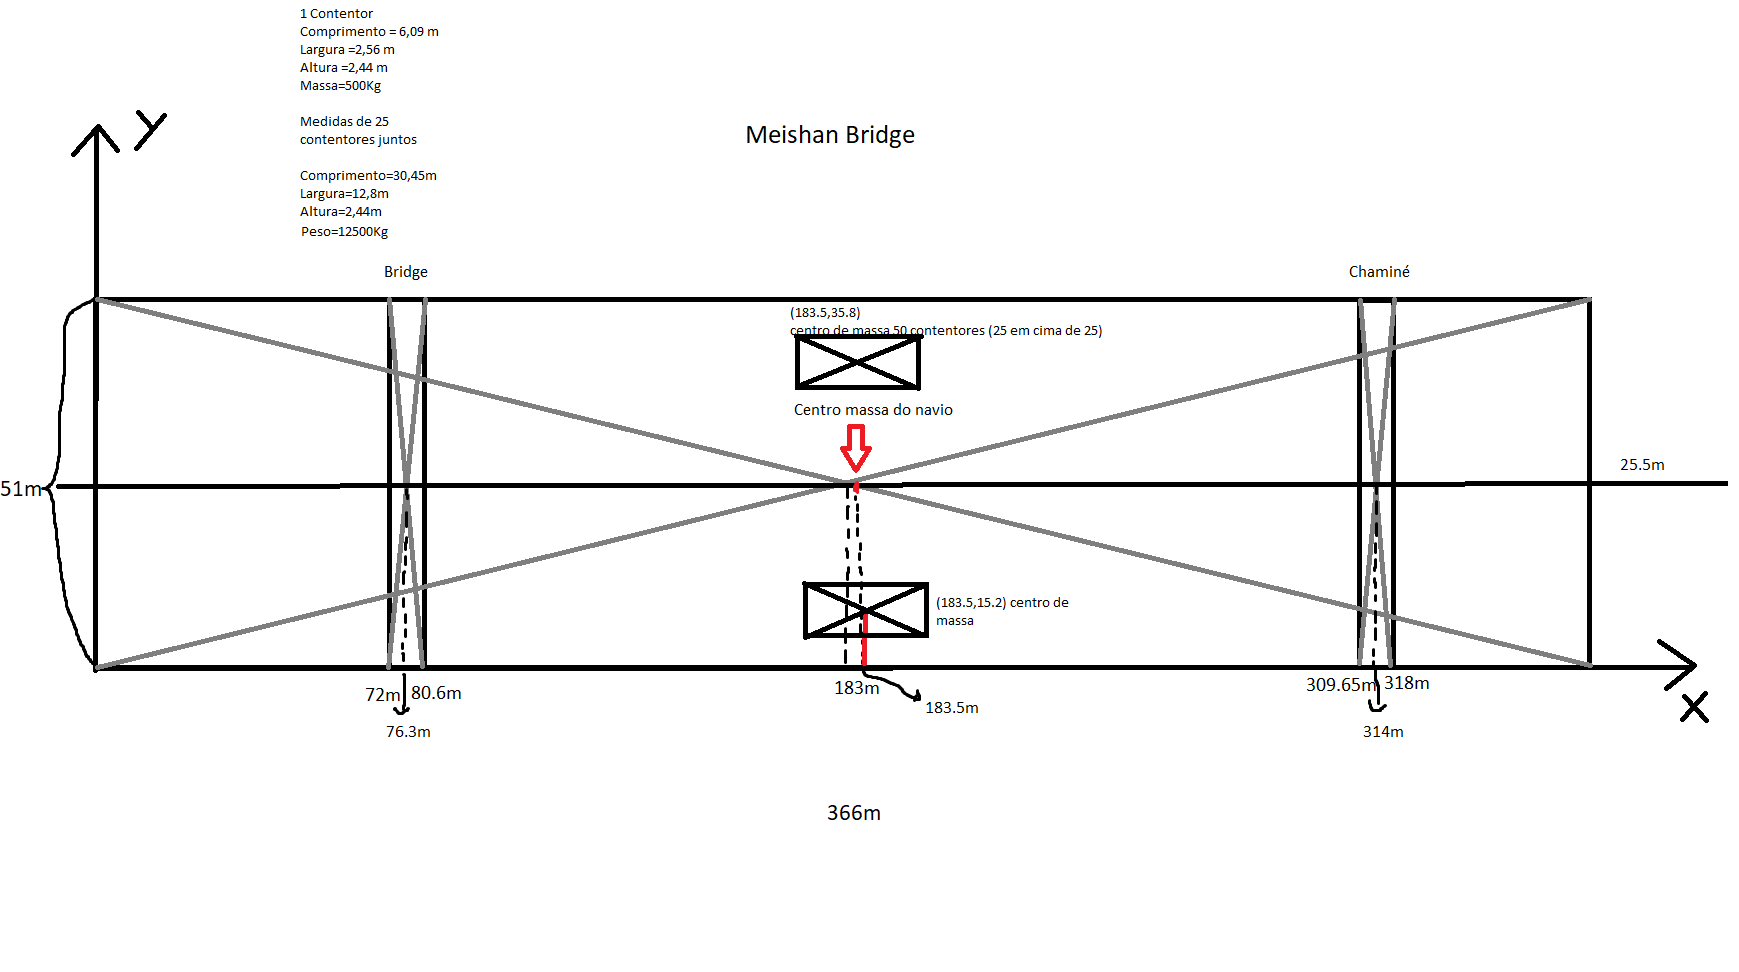 1 Contentor
Comprimento = 6,09 m
Largura =2,56 m
Altura =2,44 m
Massa=500Kg
Medidas de 25
contentores juntos
Comprimento=30,45m
Largura=12,8m
Altura=2,44m
Peso=12500Kg
Meishan Bridge
y
Bridge
Chaminé
(183.5,35.8)
centro de massa 50 contentores (25 em cima de 25)
Centro massa do navio
25.5m
51m
(183.5,15.2) centro de
massa
72m
80.6m
183m
309.65m
318m
x
183.5m
76.3m
314m
366m